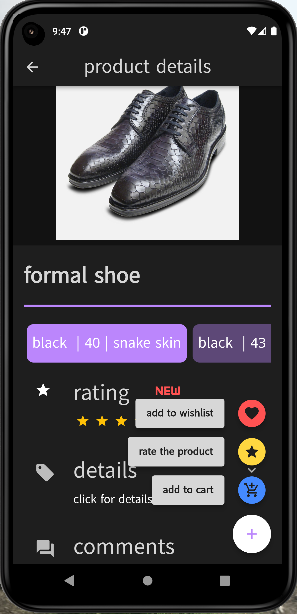 9:47
product details
formal shoe
black | 40 | snake skin
black | 43
rating
NEW
add to wishlist
rate the product
details
click for details
add to cart
comments